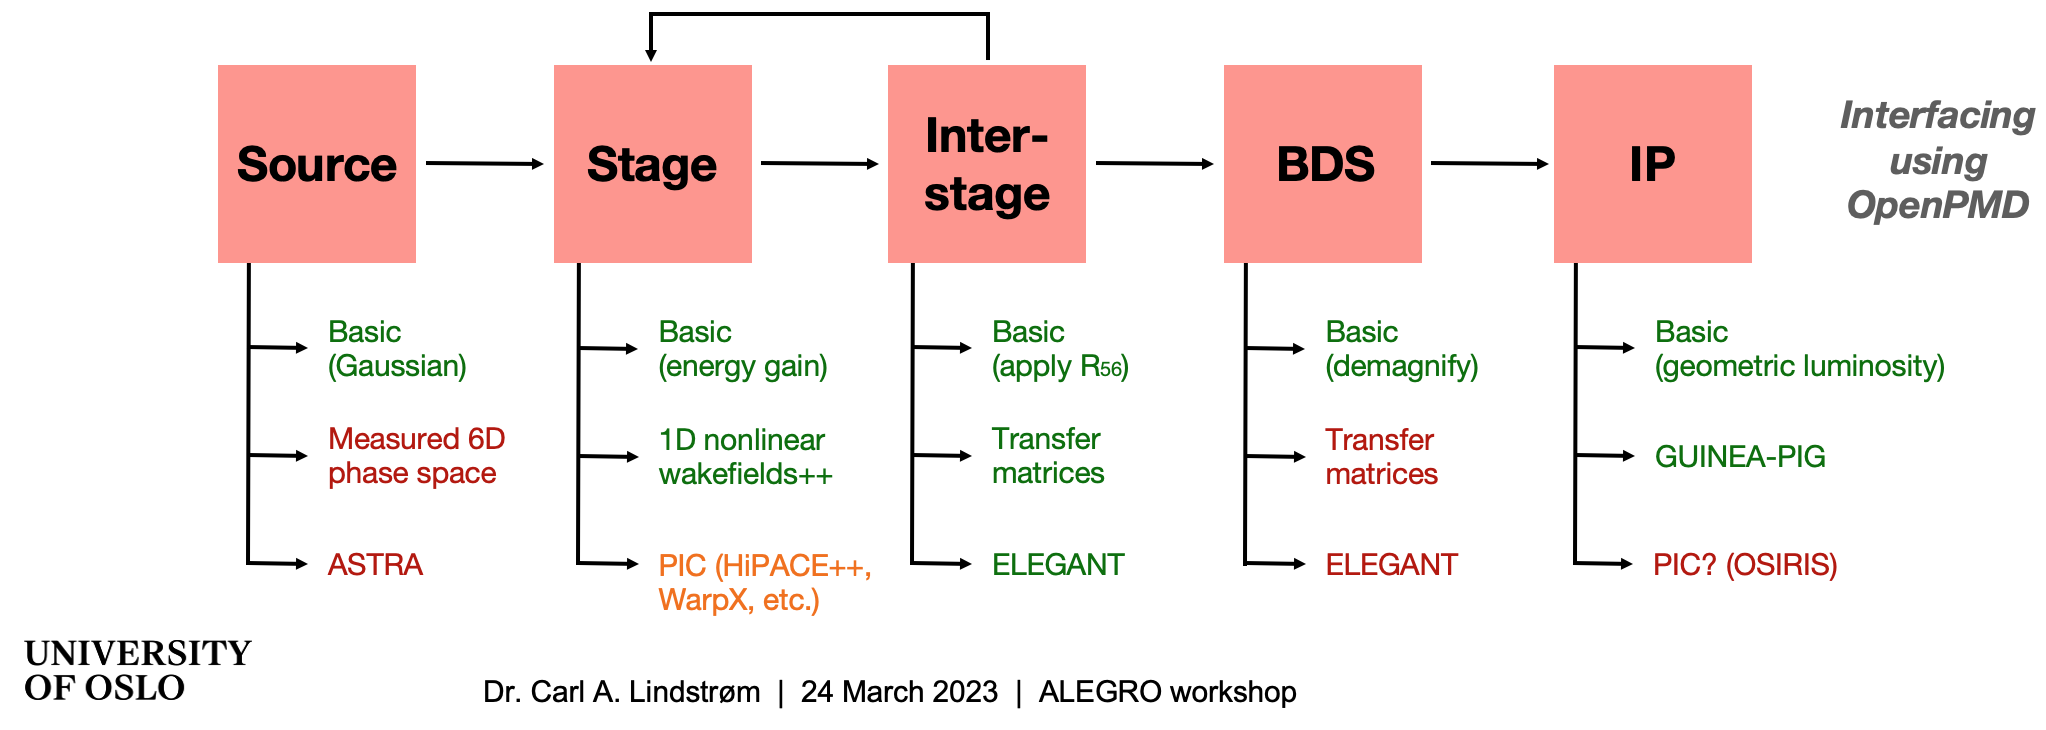 Source
Stage
Inter-
stage
BDS
IP
Interfacing
using
OpenPMD
Basic
(Gaussian)
Measured 6D
phase space
ASTRA
Basic
(energy gain)
1D nonlinear
wakefields++
PIC (HiPACE++,
WarpX, etc.)
Basic
(apply R56)
Transfer
matrices
ELEGANT
Basic
(demagnify)
Transfer
matrices
ELEGANT
Basic
(geometric luminosity)
GUINEA-PIG
PIC? (OSIRIS)
UNIVERSITY
OF OSLO
Dr. Carl A. Lindstrøm | 24 March 2023 | ALEGRO workshop